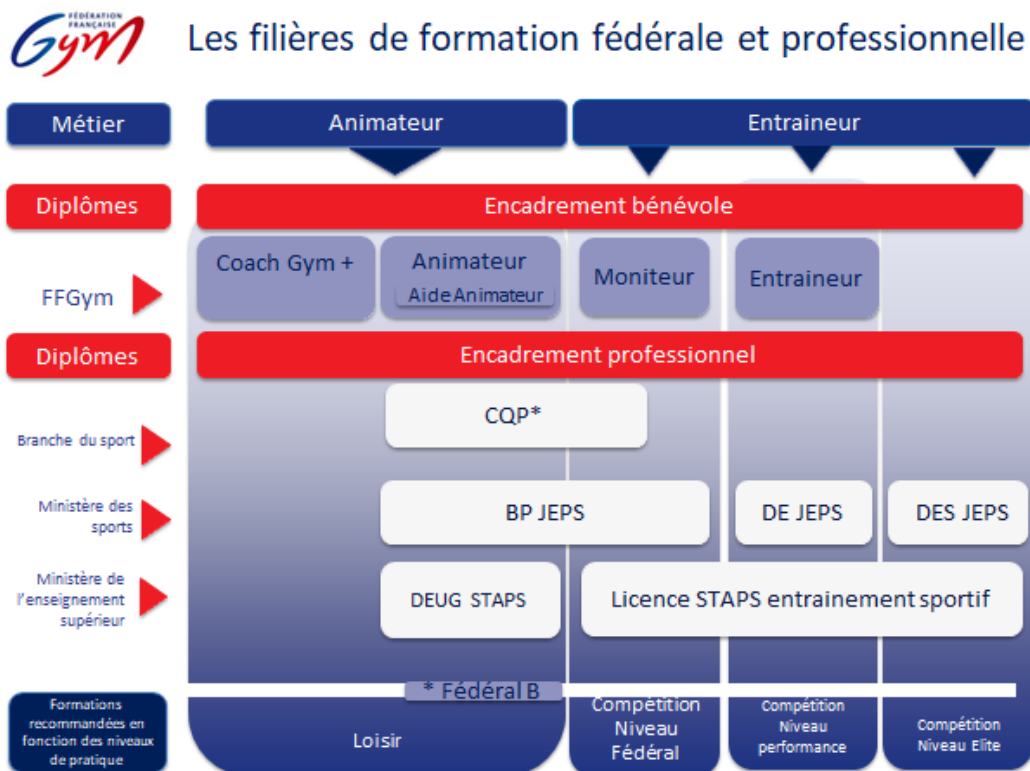 FÉDÉRATION
FRANÇAISE
Gym
Les filières de formation fédérale et professionnelle
Métier
Animateur
Entraineur
Diplômes
Encadrement bénévole
FFGym
Coach Gym +
Animateur
Aide Animateur
Moniteur
Entraineur
Diplômes
Encadrement professionnel
Branche du sport
CQP*
Ministère des
sports
BP JEPS
DE JEPS
DES JEPS
Ministère de
l'enseignement
supérieur
DEUG STAPS
Licence STAPS entrainement sportif
* Fédéral B
Formations
recommandées en
fonction des niveaux
de pratique
Loisir
Compétition
Niveau
Fédéral
Compétition
Niveau
performance
Compétition
Niveau Elite